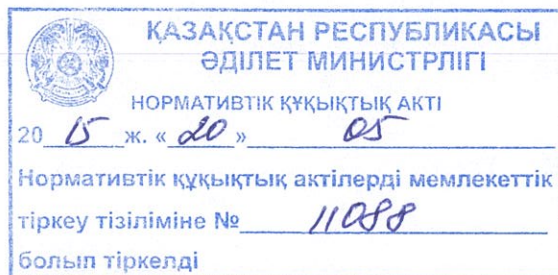 ҚАЗАҚСТАН РЕСПУБЛИКАСЫ
ӘДІЛЕТ МИНИСТРЛІГІ
НОРМАТИВТІК ҚҰҚЫҚТЫҚ АКТІ
20 15 ж. « 20 » 05
Нормативтік құқықтық актілерді мемлекеттік
тіркеу тізіліміне № 11088
болып тіркелді